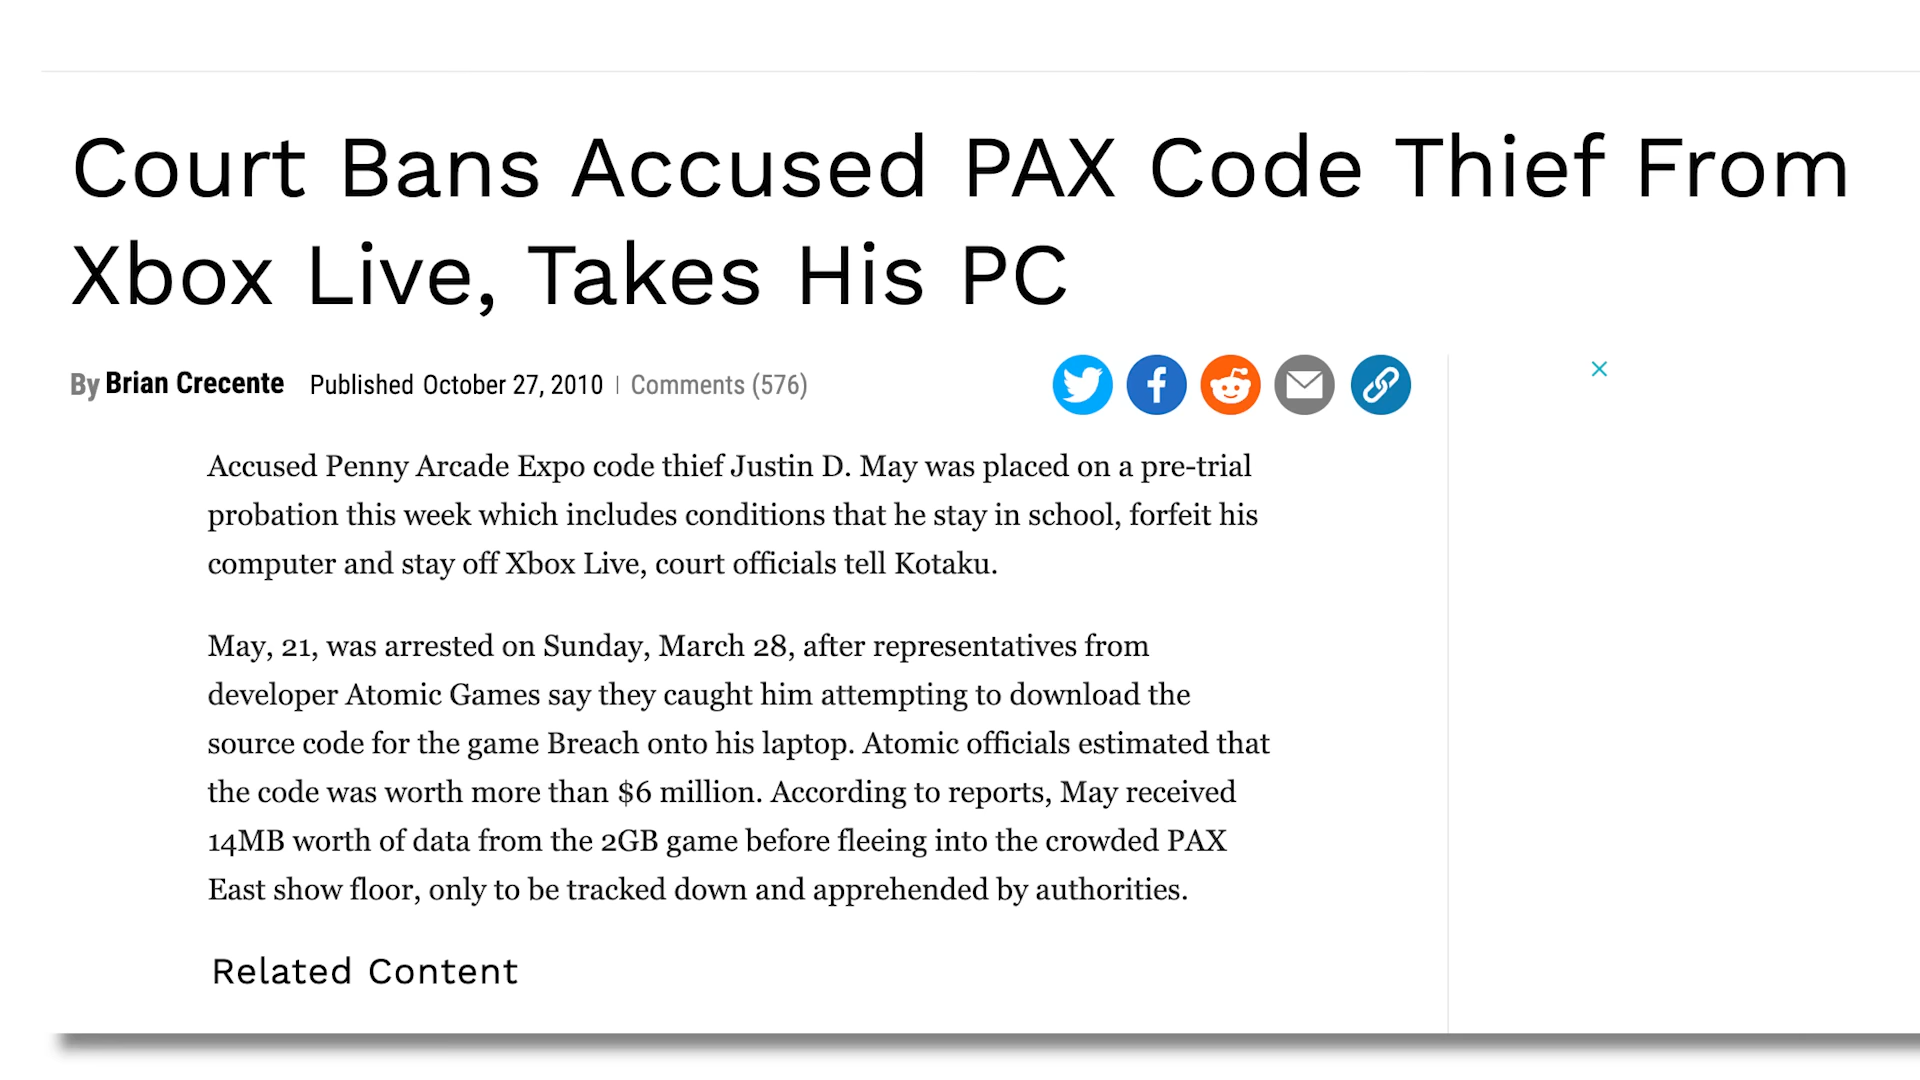 Court Bans Accused PAX Code Thief From
Xbox Live, Takes His PC
By Brian Crecente Published October 27, 2010 | Comments (576)
Accused Penny Arcade Expo code thief Justin D. May was placed on a pre-trial
probation this week which includes conditions that he stay in school, forfeit his
computer and stay off Xbox Live, court officials tell Kotaku.
May, 21, was arrested on Sunday, March 28, after representatives from
developer Atomic Games say they caught him attempting to download the
source code for the game Breach onto his laptop. Atomic officials estimated that
the code was worth more than $6 million. According to reports, May received
14MB worth of data from the 2GB game before fleeing into the crowded PAX
East show floor, only to be tracked down and apprehended by authorities.
Related Content